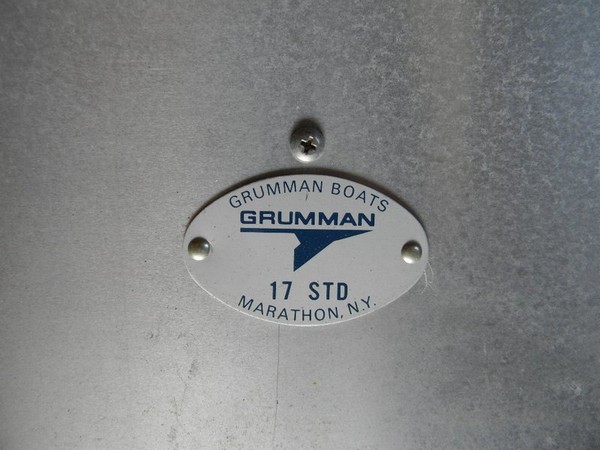 GRUMMAN BOATS
GRUMMAN
17 STD
MARATHON, N.Y.